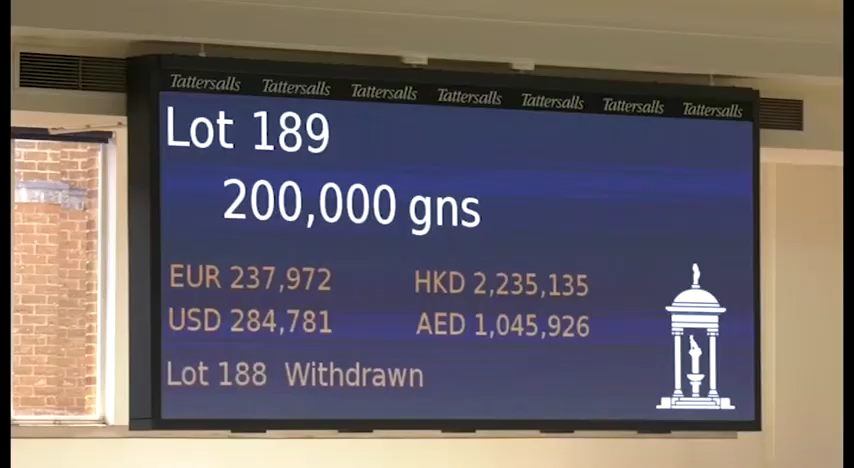 Tattersalls Tattersalls Tattersalls Tattersalls Tattersalls Tattersalls Tattersalls
Lot 189
200,000 gns
EUR 237,972 HKD 2,235,135
USD 284,781 AED 1,045,926
Lot 188 Withdrawn